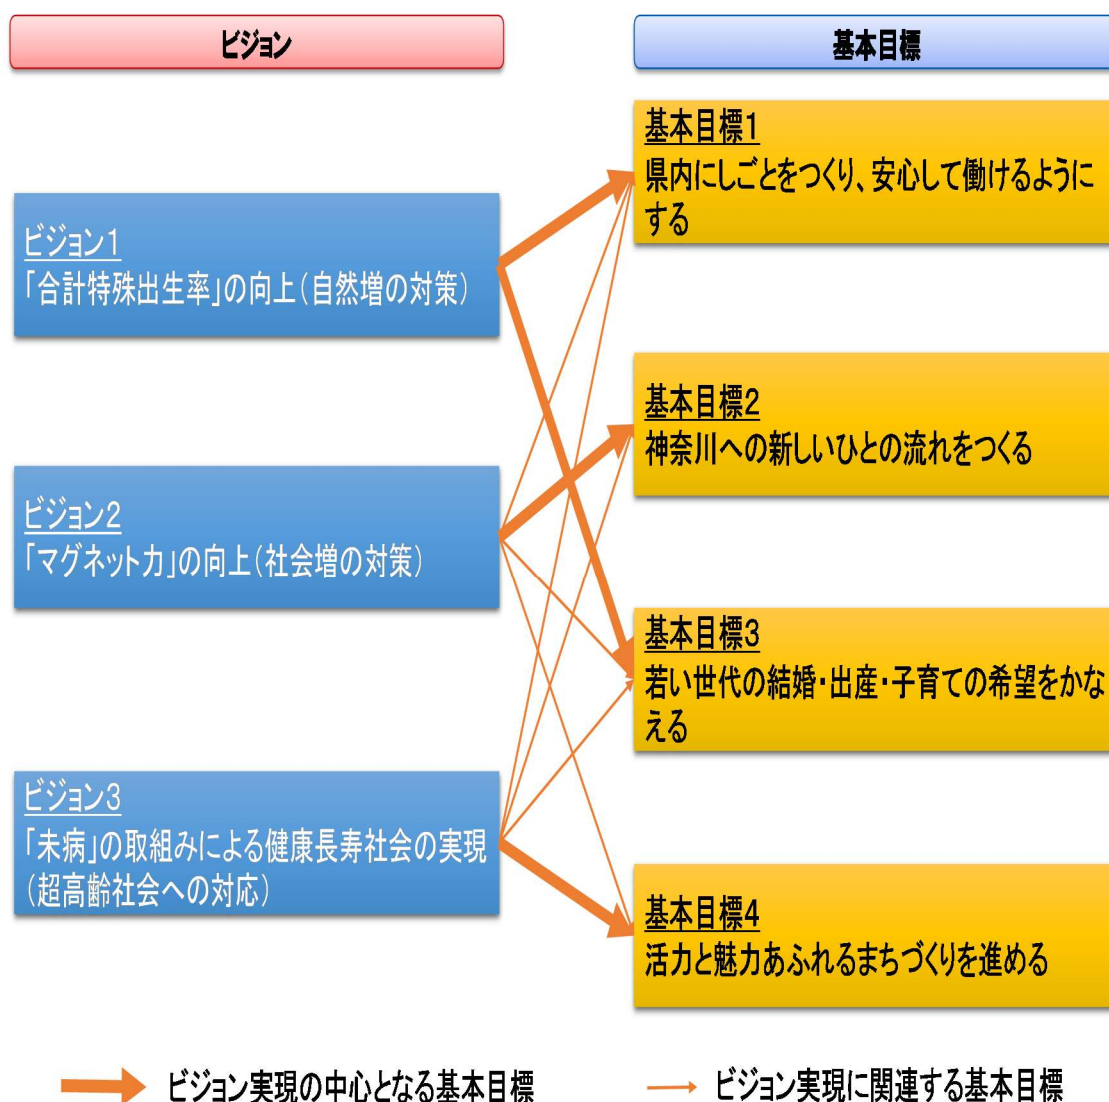 ビジョン
基本目標
ビジョン1
「合計特殊出生率」の向上(自然増の対策)
ビジョン2
「マグネット力」の向上(社会増の対策)
ビジョン3
「未病」の取組みによる健康長寿社会の実現
(超高齢社会への対応)
基本目標1
県内にしごとをつくり、安心して働けるように
する
基本目標2
神奈川への新しいひとの流れをつくる
基本目標3
若い世代の結婚・出産・子育ての希望をかな
える
基本目標4
活力と魅力あふれるまちづくりを進める
ビジョン実現の中心となる基本目標
ビジョン実現に関連する基本目標